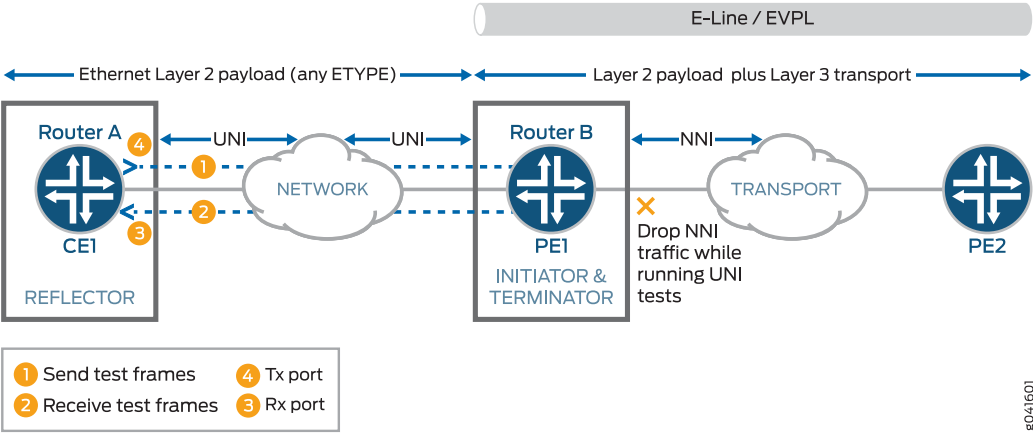 E-Line / EVPL
Ethernet Layer 2 payload (any ETYPE)
Layer 2 payload plus Layer 3 transport
Router A
4
UNI
UNI
Router B
NNI
1
NETWORK
TRANSPORT
2
3
CE1
PE1
PE2
Drop NNI
traffic while
running UNI
tests
REFLECTOR
INITIATOR &
TERMINATOR
1 Send test frames
4 Tx port
2 Receive test frames
3 Rx port
g041601